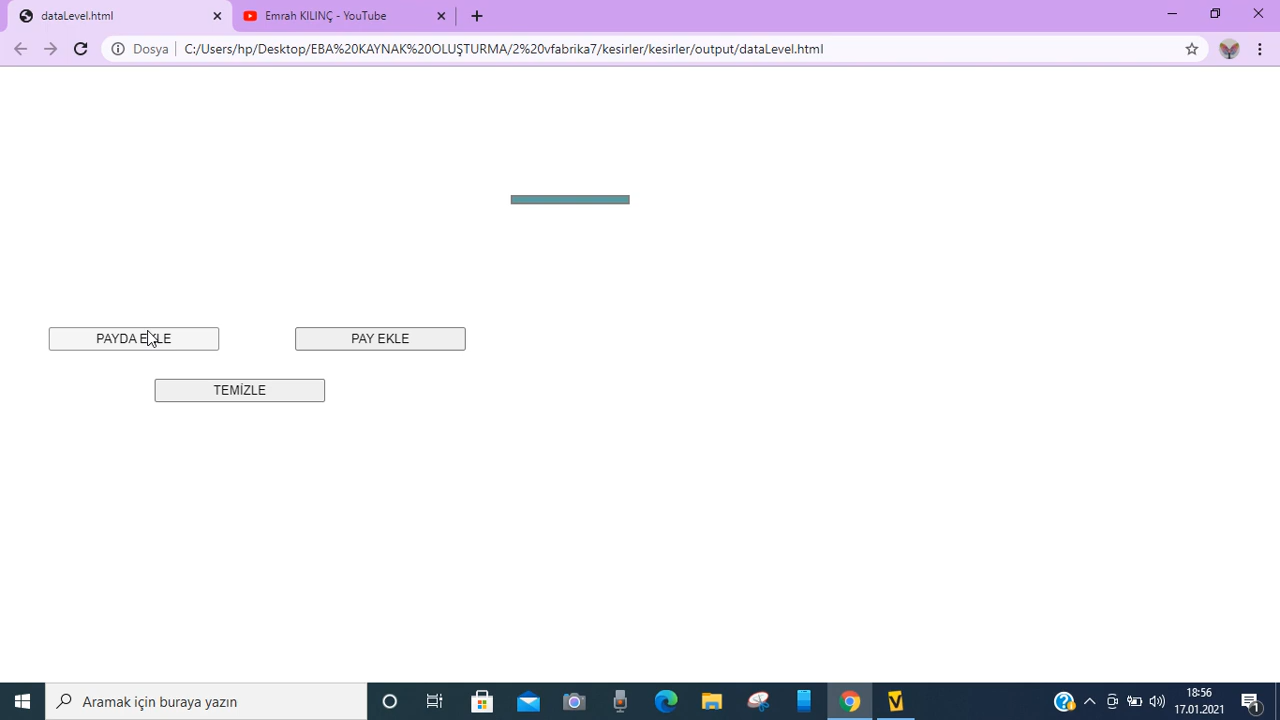 dataLevel.html
Emrah KILINÇ - YouTube
Dosya
C:/Users/hp/Desktop/EBA%20KAYNAK%20OLUŞTURMA/2%20vfabrika7/kesirler/kesirler/output/dataLevel.html
PAYDA EKLE
PAY EKLE
TEMİZLE
Aramak için buraya yazın
18:56
17.01.2021
1